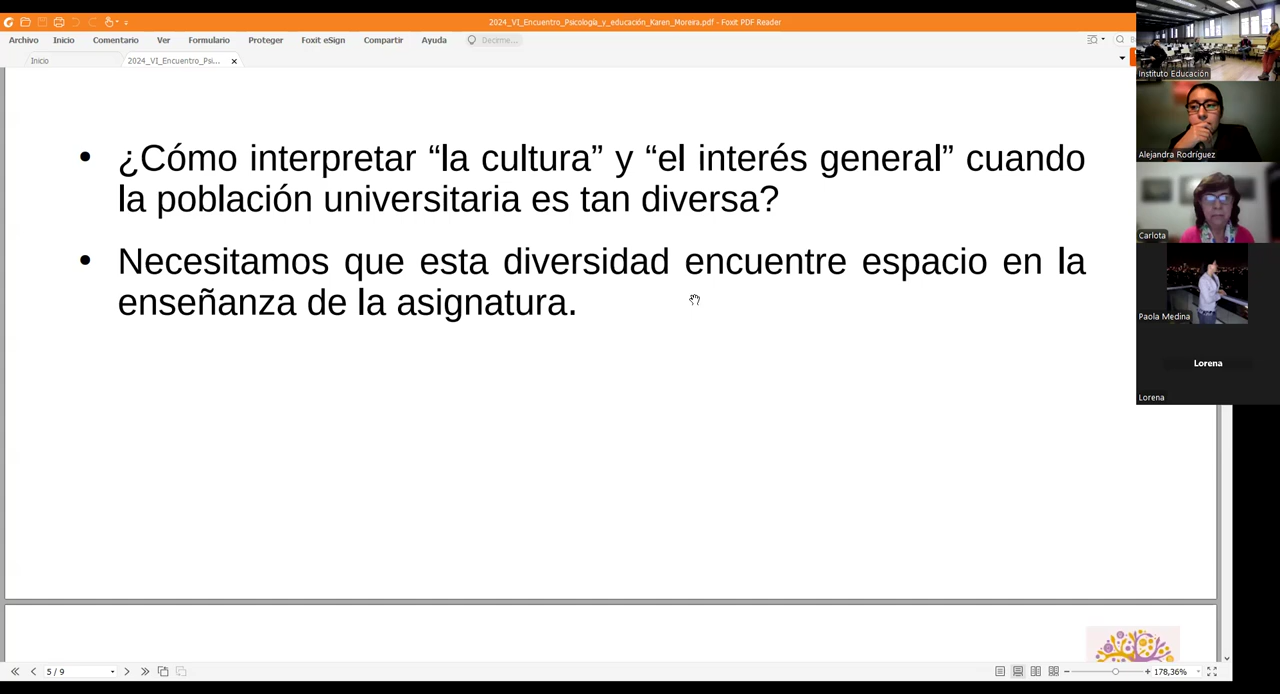 2024_VI_Encuentro_Psicología_y_educación_Karen_Moreira.pdf - Foxit PDF Reader
Archivo Inicio Comentario Ver Formulario Proteger Foxit eSign Compartir Ayuda Decirme...
Inicio 2024_VI_Encuentro_Psi...
• ¿Cómo interpretar “la cultura” y “el interés general” cuando
la población universitaria es tan diversa?
• Necesitamos que esta diversidad encuentre espacio en la
enseñanza de la asignatura.
Instituto Educación
Alejandra Rodríguez
Carlota
Paola Medina
Lorena
Lorena
5 / 9
178,36%